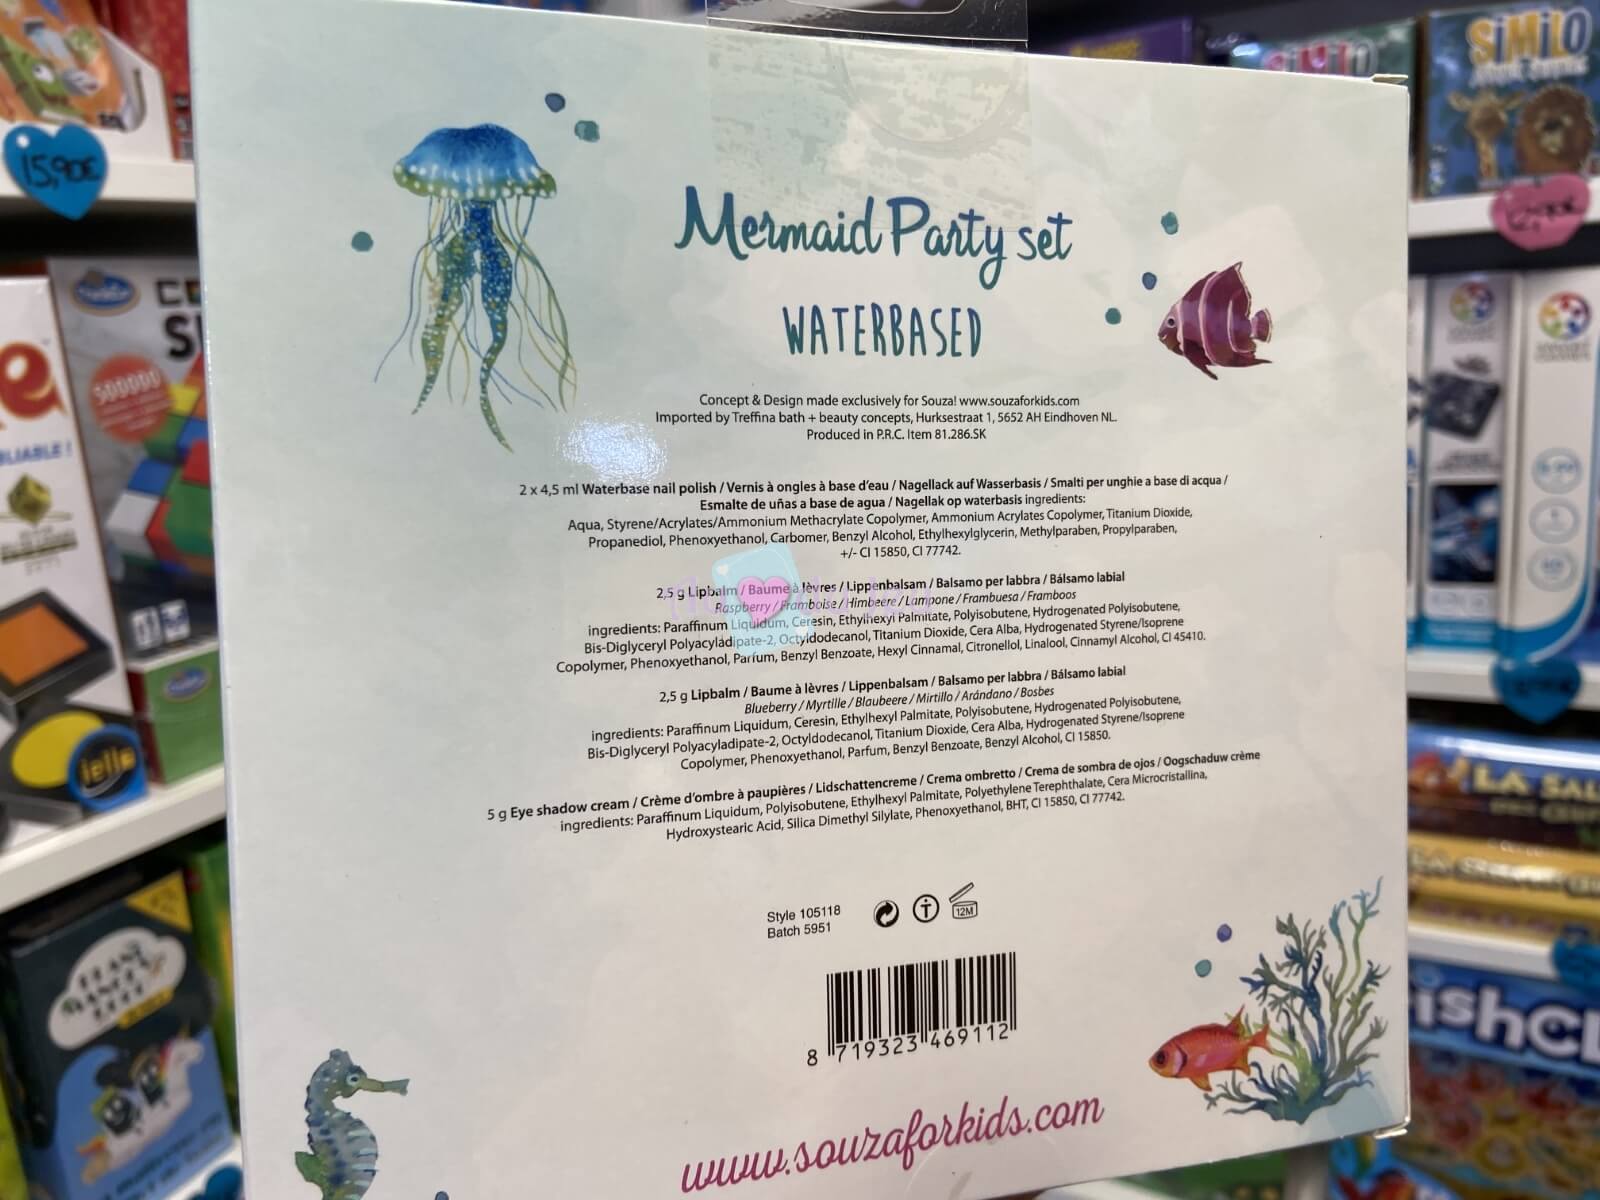 15,90€
SiMiLO
Mermaid Party set
WATERBASED
Concept & Design made exclusively for Souza! www.souzaforkids.com
Imported by Treffina bath + beauty concepts, Hurksestraat 1, 5652 AH Eindhoven NL.
Produced in P.R.C. Item 81.286.SK
2 x 4,5 ml Waterbase nail polish / Vernis à ongles à base d'eau / Nagellack auf Wasserbasis / Smalti per unghie a base di acqua /
Esmalte de uñas a base de agua / Nagellak op waterbasis ingredients:
Aqua, Styrene/Acrylates/Ammonium Methacrylate Copolymer, Ammonium Acrylates Copolymer, Titanium Dioxide,
Propanediol, Phenoxyethanol, Carbomer, Benzyl Alcohol, Ethylhexylglycerin, Methylparaben, Propylparaben,
+/- CI 15850, CI 77742.
2,5 g Lipbalm / Baume à lèvres / Lippenbalsam / Balsamo per labbra / Bálsamo labial
Raspberry / Framboise / Himbeere / Lampone / Frambuesa / Framboos
ingredients: Paraffinum Liquidum, Ceresin, Ethylhexyl Palmitate, Polyisobutene, Hydrogenated Polyisobutene,
Bis-Diglyceryl Polyacyladipate-2, Octyldodecanol, Titanium Dioxide, Cera Alba, Hydrogenated Styrene/Isoprene
Copolymer, Phenoxyethanol, Parfum, Benzyl Benzoate, Hexyl Cinnamal, Citronellol, Linalool, Cinnamyl Alcohol, CI 45410.
2,5 g Lipbalm / Baume à lèvres / Lippenbalsam / Balsamo per labbra / Bálsamo labial
Blueberry / Myrtille / Blaubeere / Mirtillo / Arándano / Bosbes
ingredients: Paraffinum Liquidum, Ceresin, Ethylhexyl Palmitate, Polyisobutene, Hydrogenated Polyisobutene,
Bis-Diglyceryl Polyacyladipate-2, Octyldodecanol, Titanium Dioxide, Cera Alba, Hydrogenated Styrene/Isoprene
Copolymer, Phenoxyethanol, Parfum, Benzyl Benzoate, Benzyl Alcohol, CI 15850.
5 g Eye shadow cream / Crème d'ombre à paupières / Lidschattencreme / Crema ombretto / Crema de sombra de ojos / Oogschaduw crème
ingredients: Paraffinum Liquidum, Polyisobutene, Ethylhexyl Palmitate, Polyethylene Terephthalate, Cera Microcristallina,
Hydroxystearic Acid, Silica Dimethyl Silylate, Phenoxyethanol, BHT, CI 15850, CI 77742.
Style 105118
Batch 5951
12M
8 719323 469112
www.souzaforkids.com
ielle
LA SAL
ishCL